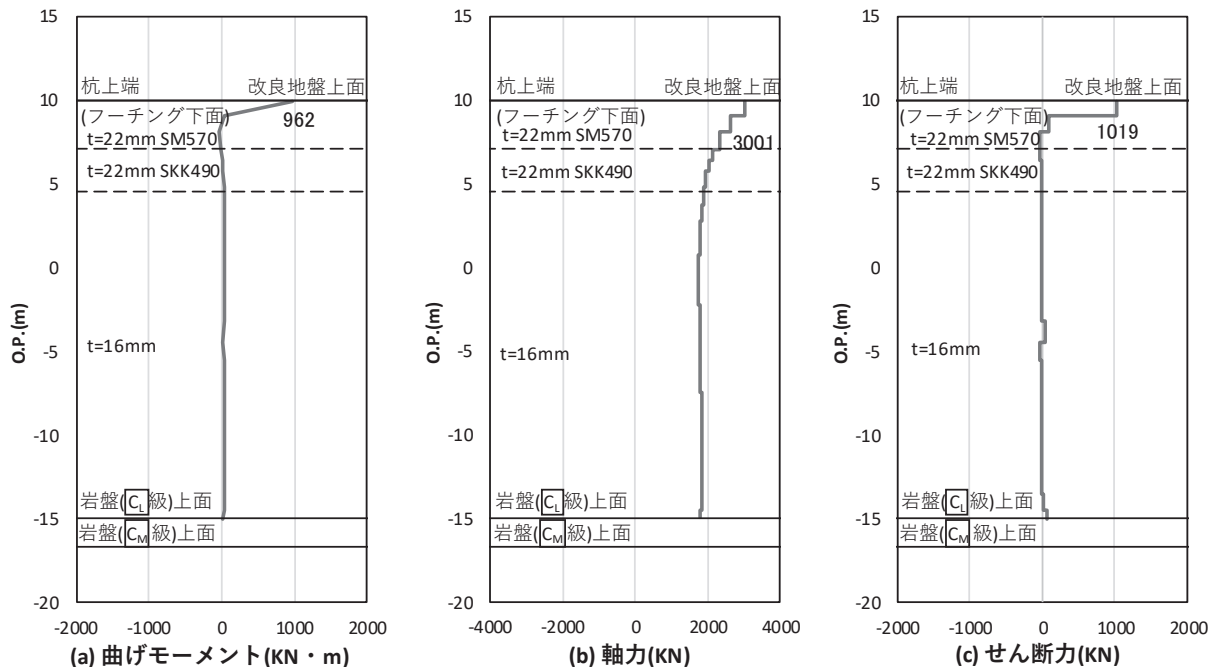 15
杭上端
改良地盤上面
10
(フーチング下面)
962
t=22mm SM570
t=22mm SKK490
5
0
O.P.(m)
t=16mm
-5
-10
岩盤(CL級)上面
-15
岩盤(CM級)上面
-20
-2000 -1000 0 1000 2000
(a) 曲げモーメント(KN・m)
15
杭上端
改良地盤上面
10
(フーチング下面)
t=22mm SM570
3001
t=22mm SKK490
5
0
O.P.(m)
t=16mm
-5
-10
岩盤(CL級)上面
-15
岩盤(CM級)上面
-20
-4000 -2000 0 2000 4000
(b) 軸力(KN)
15
杭上端
改良地盤上面
10
(フーチング下面)
1019
t=22mm SM570
t=22mm SKK490
5
0
O.P.(m)
t=16mm
-5
-10
岩盤(CL級)上面
-15
岩盤(CM級)上面
-20
-2000 -1000 0 1000 2000
(c) せん断力(KN)